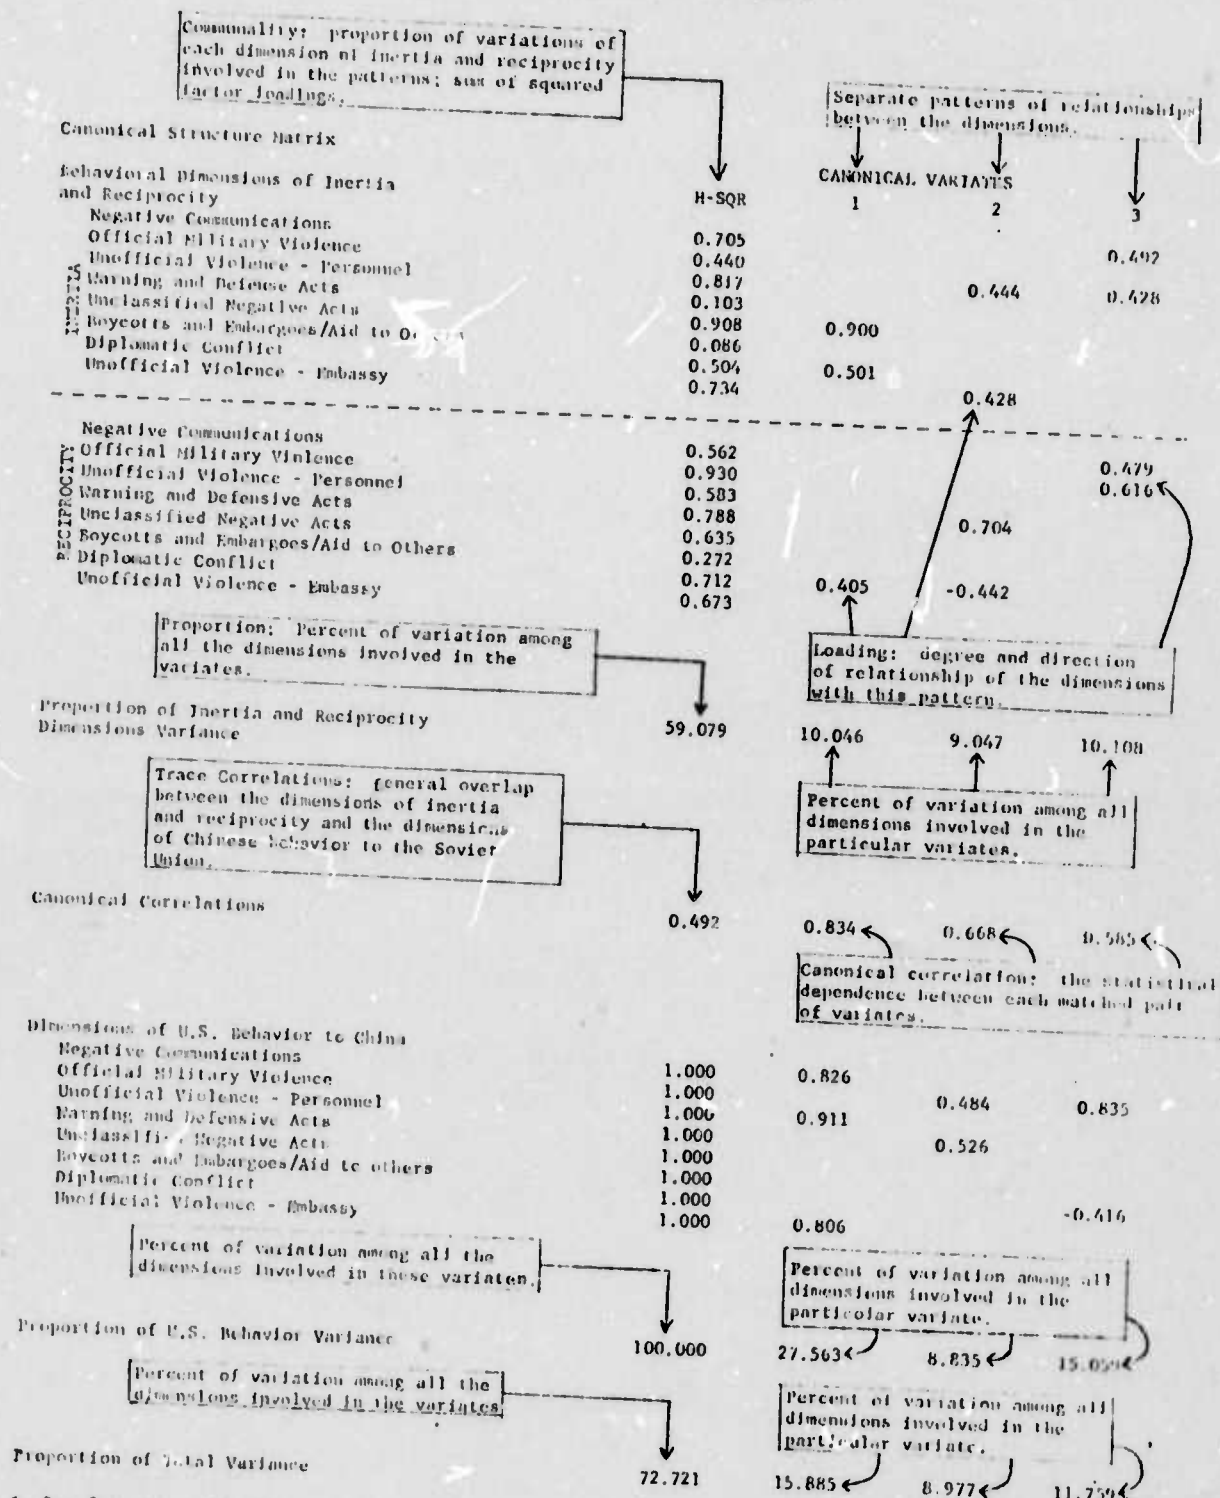 Communality: proportion of variations of
each dimension of inertia and reciprocity
involved in the patterns; sum of squared
factor loadings.
Separate patterns of relationships
between the dimensions.
Canonical Structure Matrix
Behavioral Dimensions of Inertia
and Reciprocity
H-SQR
CANONICAL VARIATES
1 2 3
INERTIA
Negative Communications 0.705
Official Military Violence 0.440 0.492
Unofficial Violence - Personnel 0.817 0.444 0.428
Warning and Defense Acts 0.103
Unclassified Negative Acts 0.908 0.900
Boycotts and Embargoes/Aid to 0.086
Diplomatic Conflict 0.504 0.501
Unofficial Violence - Embassy 0.734 0.428
RECIPROCITY
Negative Communications 0.562 0.479
Official Military Violence 0.930 0.616
Unofficial Violence - Personnel 0.583
Warning and Defensive Acts 0.788 0.704
Unclassified Negative Acts 0.635
Boycotts and Embargoes/Aid to Others 0.272
Diplomatic Conflict 0.712 0.405 -0.442
Unofficial Violence - Embassy 0.673
Proportion: Percent of variation among
all the dimensions involved in the
variates.
Loading: degree and direction
of relationship of the dimensions
with this pattern.
Proportion of Inertia and Reciprocity
Dimensions Variance 59.079 10.046 9.047 10.108
Trace Correlations: general overlap
between the dimensions of inertia
and reciprocity and the dimensions
of Chinese behavior to the Soviet
Union.
Percent of variation among all
dimensions involved in the
particular variates.
Canonical Correlations 0.492 0.834 0.668 0.585
Canonical correlation: the statistical
dependence between each matched pair
of variates.
Dimensions of U.S. Behavior to China
Negative Communications 1.000 0.826
Official Military Violence 1.000 0.484 0.835
Unofficial Violence - Personnel 1.000 0.911
Warning and Defensive Acts 1.000 0.526
Negative Acts 1.000
Boycotts and Embargoes/Aid to others 1.000
Diplomatic Conflict 1.000 -0.416
Unofficial Violence - Embassy 1.000 0.806
Percent of variation among all the
dimensions involved in these variaten.
Percent of variation among all
dimensions involved in the
particolar variate.
Proportion of U.S. Behavior Variance 100.000 27.563 8.835 15.059
Percent of variation among all the
dimensions involved in the variates
Percent of variation among all
dimensions involved in the
particular variate.
Proportion of Total Variance 72.721 15.885 8.977 11.759